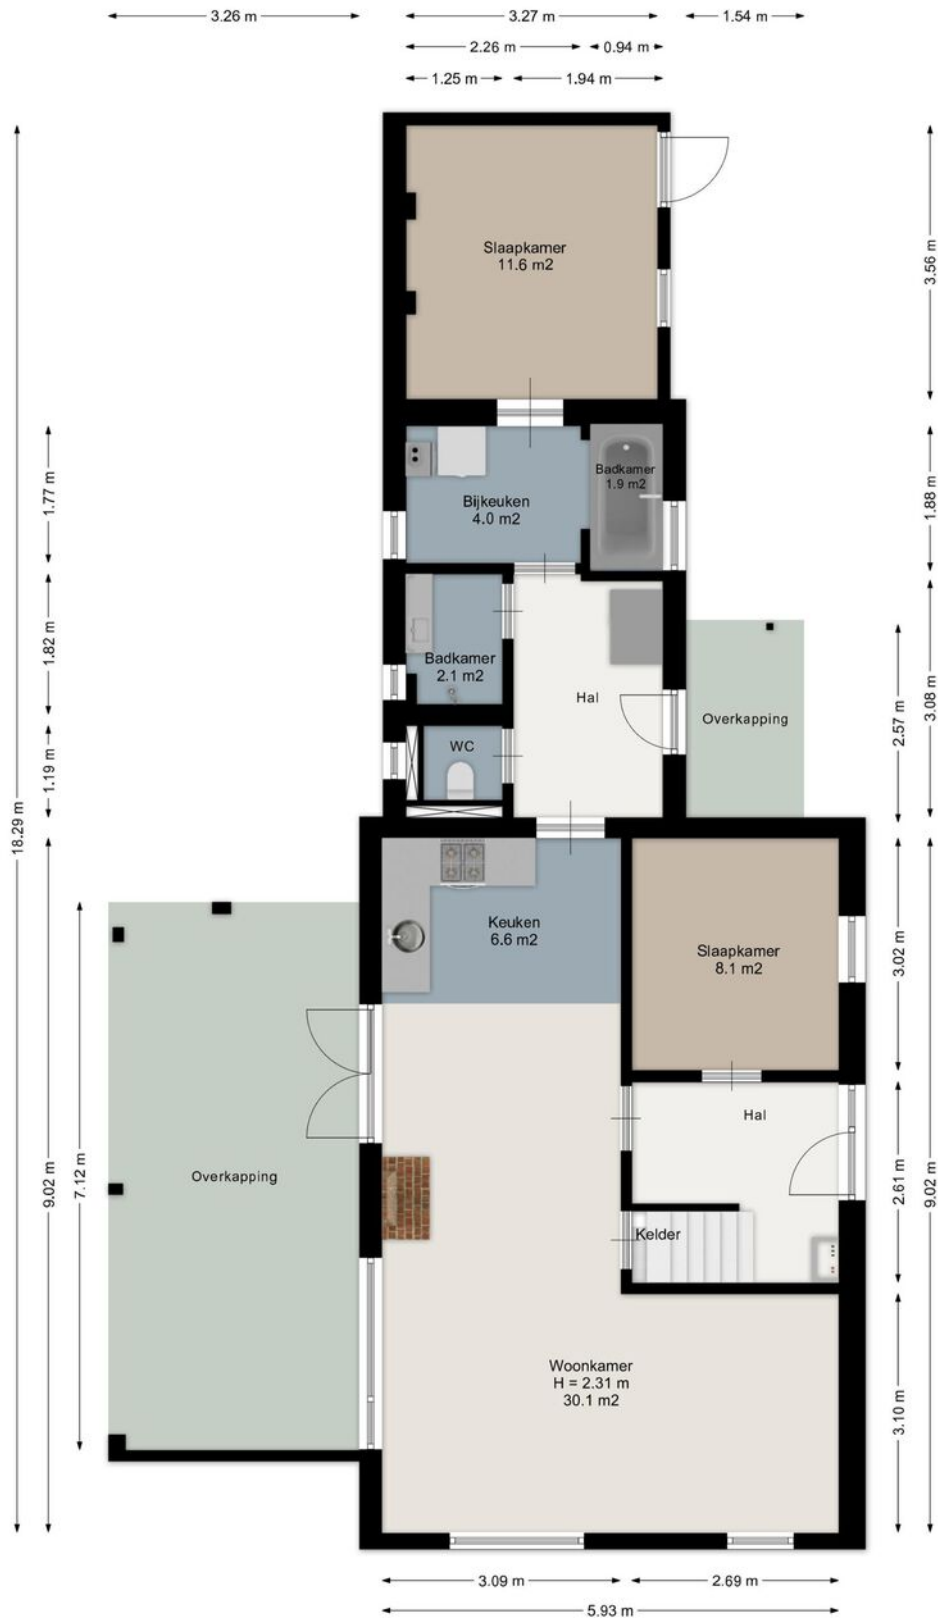 3.26 m
3.27 m
1.54 m
2.26 m
0.94 m
1.25 m
1.94 m
Slaapkamer
11.6 m2
3.56 m
18.29 m
1.77 m
Bijkeuken
4.0 m2
Badkamer
1.9 m2
1.88 m
1.82 m
Badkamer
2.1 m2
Hal
Overkapping
2.57 m
3.08 m
1.19 m
WC
Keuken
6.6 m2
Slaapkamer
8.1 m2
3.02 m
9.02 m
7.12 m
Overkapping
Hal
Kelder
2.61 m
9.02 m
Woonkamer
H = 2.31 m
30.1 m2
3.10 m
3.09 m
2.69 m
5.93 m